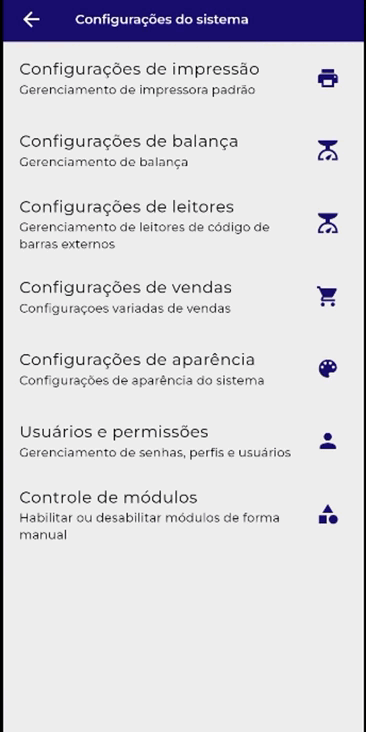 Configurações do sistema
Configurações de impressão
Gerenciamento de impressora padrão
Configurações de balança
Gerenciamento de balança
Configurações de leitores
Gerenciamento de leitores de código de
barras externos
Configurações de vendas
Configuraçoes variadas de vendas
Configurações de aparência
Configurações de aparência do sistema
Usuários e permissões
Gerenciamento de senhas, perfis e usuários
Controle de módulos
Habilitar ou desabilitar módulos de forma
manual